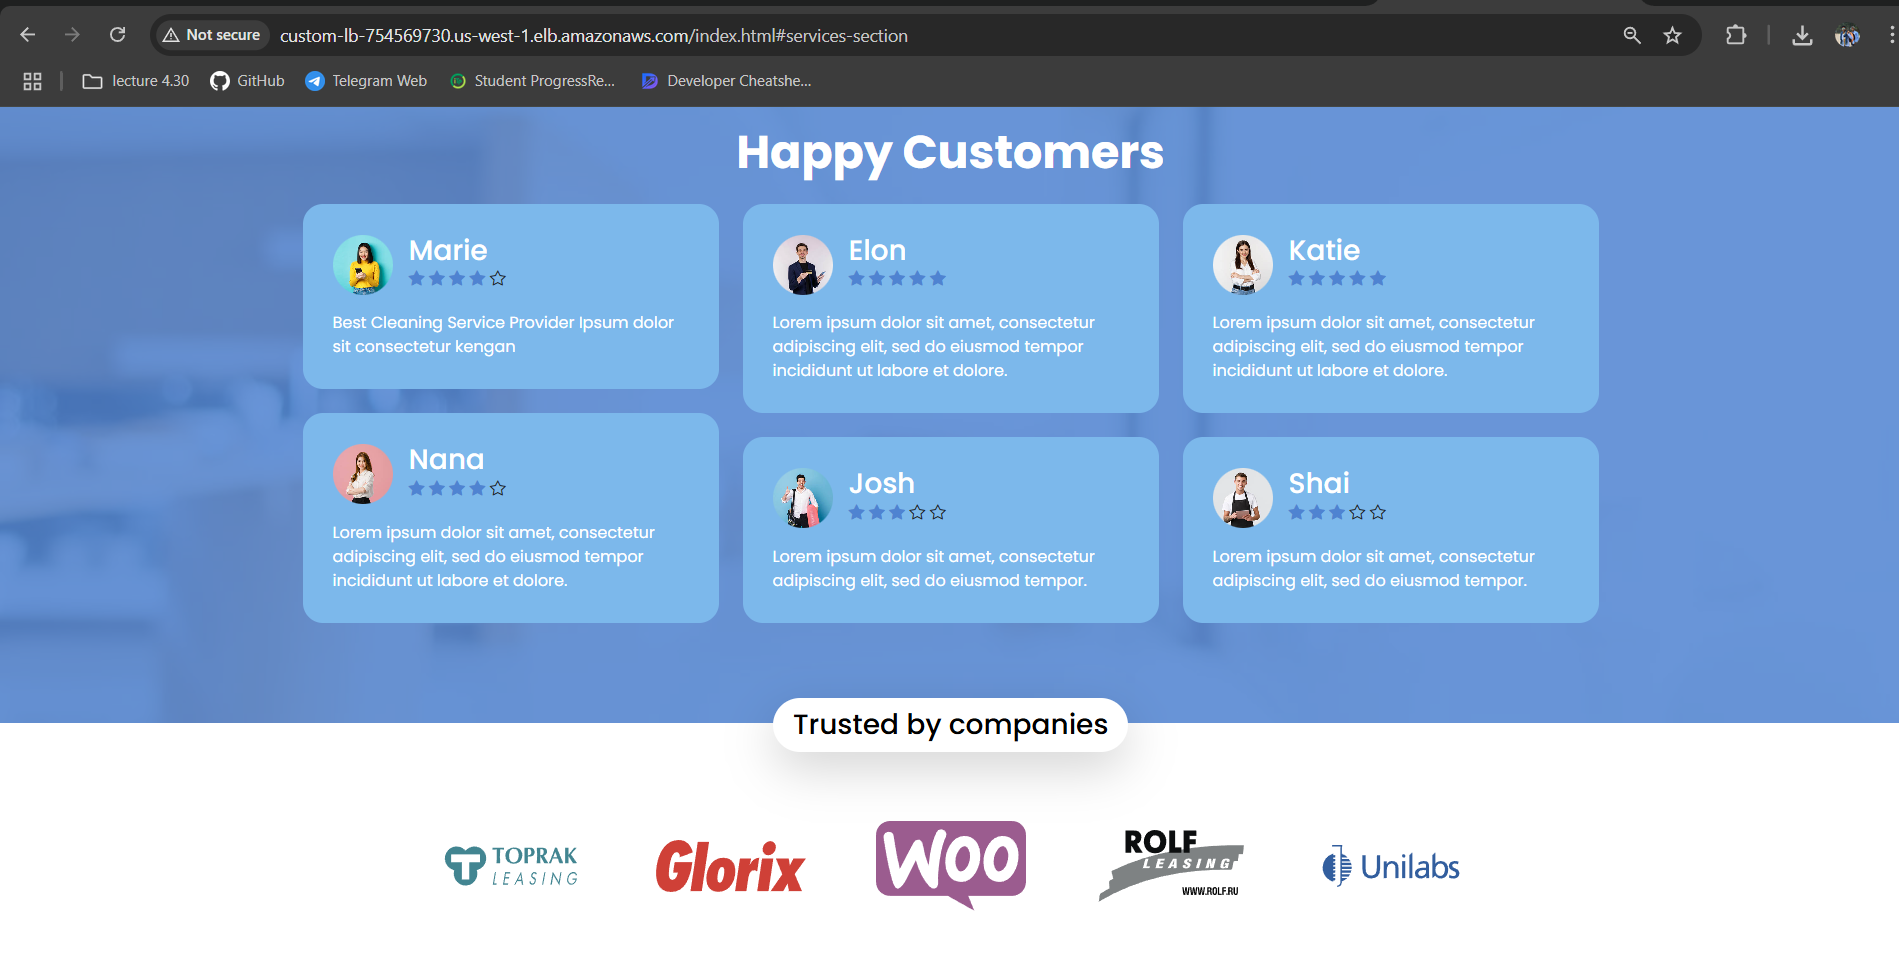 Not secure
custom-lb-754569730.us-west-1.elb.amazonaws.com/index.html#services-section
lecture 4.30
GitHub
Telegram Web
Student ProgressRe...
Developer Cheatshe...
Happy Customers
Marie
Best Cleaning Service Provider Ipsum dolor
sit consectetur kengan
Elon
Lorem ipsum dolor sit amet, consectetur
adipiscing elit, sed do eiusmod tempor
incididunt ut labore et dolore.
Katie
Lorem ipsum dolor sit amet, consectetur
adipiscing elit, sed do eiusmod tempor
incididunt ut labore et dolore.
Nana
Lorem ipsum dolor sit amet, consectetur
adipiscing elit, sed do eiusmod tempor
incididunt ut labore et dolore.
Josh
Lorem ipsum dolor sit amet, consectetur
adipiscing elit, sed do eiusmod tempor.
Shai
Lorem ipsum dolor sit amet, consectetur
adipiscing elit, sed do eiusmod tempor.
Trusted by companies
TOPRAK
LEASING
Glorix
WOO
ROLF
LEASING
WWW.ROLF.RU
Unilabs